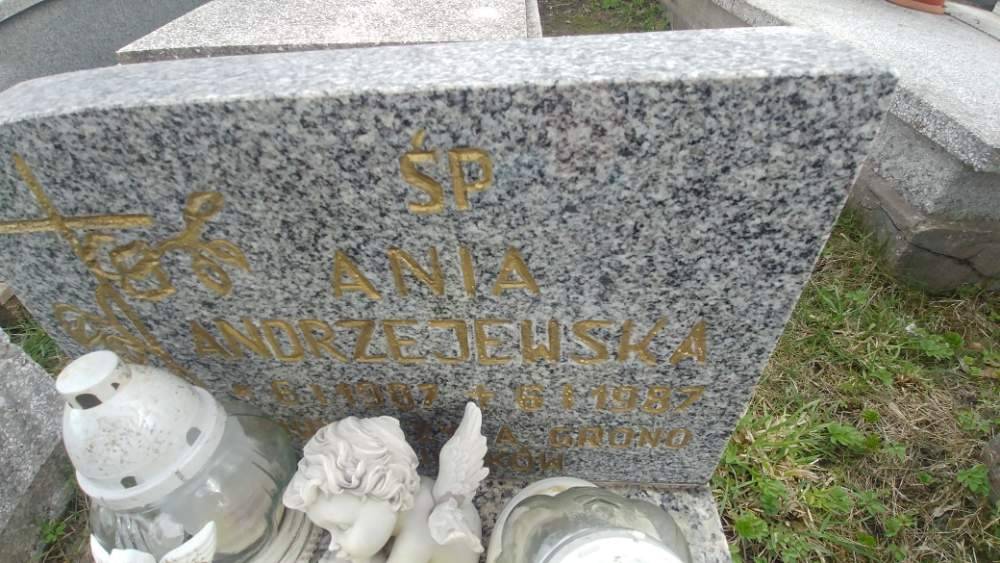 ŚP
ANIA
ANDRZEJEWSKA
* 6 I 1987 + 6 I 1987
A GRONO